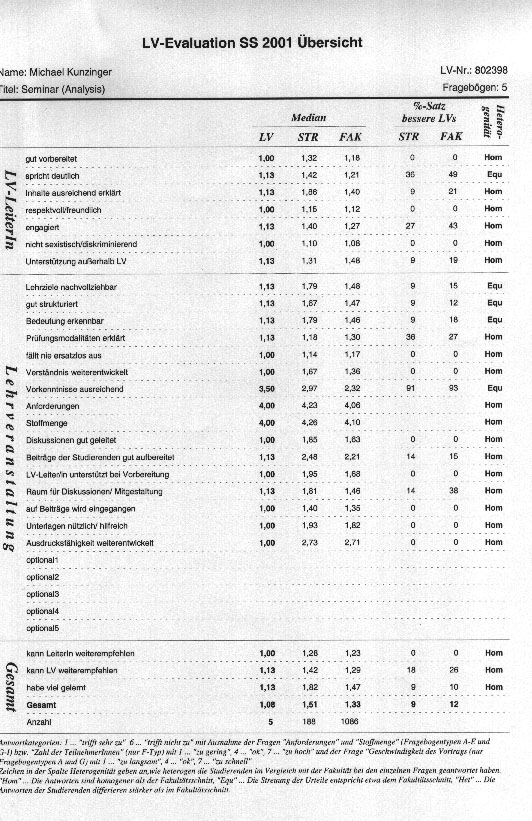 LV-Evaluation SS 2001 Übersicht
Name: Michael Kunzinger LV-Nr.: 802398
Titel: Seminar (Analysis) Fragebögen: 5
Median %-Satz bessere LVs Hetero-genität
LV STR FAK STR FAK
LV-LeiterIn
gut vorbereitet 1,00 1,32 1,18 0 0 Hom
spricht deutlich 1,13 1,42 1,21 36 49 Equ
Inhalte ausreichend erklärt 1,13 1,86 1,40 9 21 Hom
respektvoll/freundlich 1,00 1,15 1,12 0 0 Hom
engagiert 1,13 1,40 1,27 27 43 Hom
nicht sexistisch/diskriminierend 1,00 1,10 1,08 0 0 Hom
Unterstützung außerhalb LV 1,13 1,31 1,48 9 19 Hom
Lehrveranstaltung
Lehrziele nachvollziehbar 1,13 1,79 1,48 9 15 Equ
gut strukturiert 1,13 1,67 1,47 9 12 Equ
Bedeutung erkennbar 1,13 1,79 1,46 9 18 Equ
Prüfungsmodalitäten erklärt 1,13 1,18 1,30 36 27 Hom
fällt nie ersatzlos aus 1,00 1,14 1,17 0 0 Hom
Verständnis weiterentwickelt 1,00 1,67 1,36 0 0 Hom
Vorkenntnisse ausreichend 3,50 2,97 2,32 91 93 Equ
Anforderungen 4,00 4,23 4,06 Hom
Stoffmenge 4,00 4,26 4,10 Hom
Diskussionen gut geleitet 1,00 1,65 1,63 0 0 Hom
Beiträge der Studierenden gut aufbereitet 1,13 2,48 2,21 14 15 Hom
LV-Leiter/in unterstützt bei Vorbereitung 1,00 1,95 1,68 0 0 Hom
Raum für Diskussionen/ Mitgestaltung 1,13 1,81 1,46 14 38 Hom
auf Beiträge wird eingegangen 1,00 1,40 1,35 0 0 Hom
Unterlagen nützlich/ hilfreich 1,00 1,93 1,82 0 0 Hom
Ausdrucksfähigkeit weiterentwickelt 1,00 2,73 2,71 0 0 Hom
optional1
optional2
optional3
optional4
optional5
Gesamt
kann LeiterIn weiterempfehlen 1,00 1,28 1,23 0 0 Hom
kann LV weiterempfehlen 1,13 1,42 1,29 18 26 Hom
habe viel gelernt 1,13 1,82 1,47 9 10 Hom
Gesamt 1,08 1,51 1,33 9 12
Anzahl 5 188 1086
Antwortkategorien: 1 ... "trifft sehr zu" 6 ... "trifft nicht zu" mit Ausnahme der Fragen "Anforderungen" und "Stoffmenge" (Fragebogentypen A-E und
G-I) bzw. "Zahl der TeilnehmerInnen" (nur F-Typ) mit 1 ... "zu gering", 4 ... "ok", 7 ... "zu hoch" und der Frage "Geschwindigkeit des Vortrags (nur
Fragebogentypen A und G) mit 1 ... "zu langsam", 4 ... "ok", 7 ... "zu schnell"
Zeichen in der Spalte Heterogenität geben an,wie heterogen die Studierenden im Vergleich mit der Fakultät bei den einzelnen Fragen geantwortet haben.
"Hom" ... Die Antworten sind homogener als der Fakultätsschnitt, "Equ" ... Die Streuung der Urteile entspricht etwa dem Fakultätsschnitt, "Het" ... Die
Antworten der Studierenden differieren stärker als im Fakultätsschnitt.